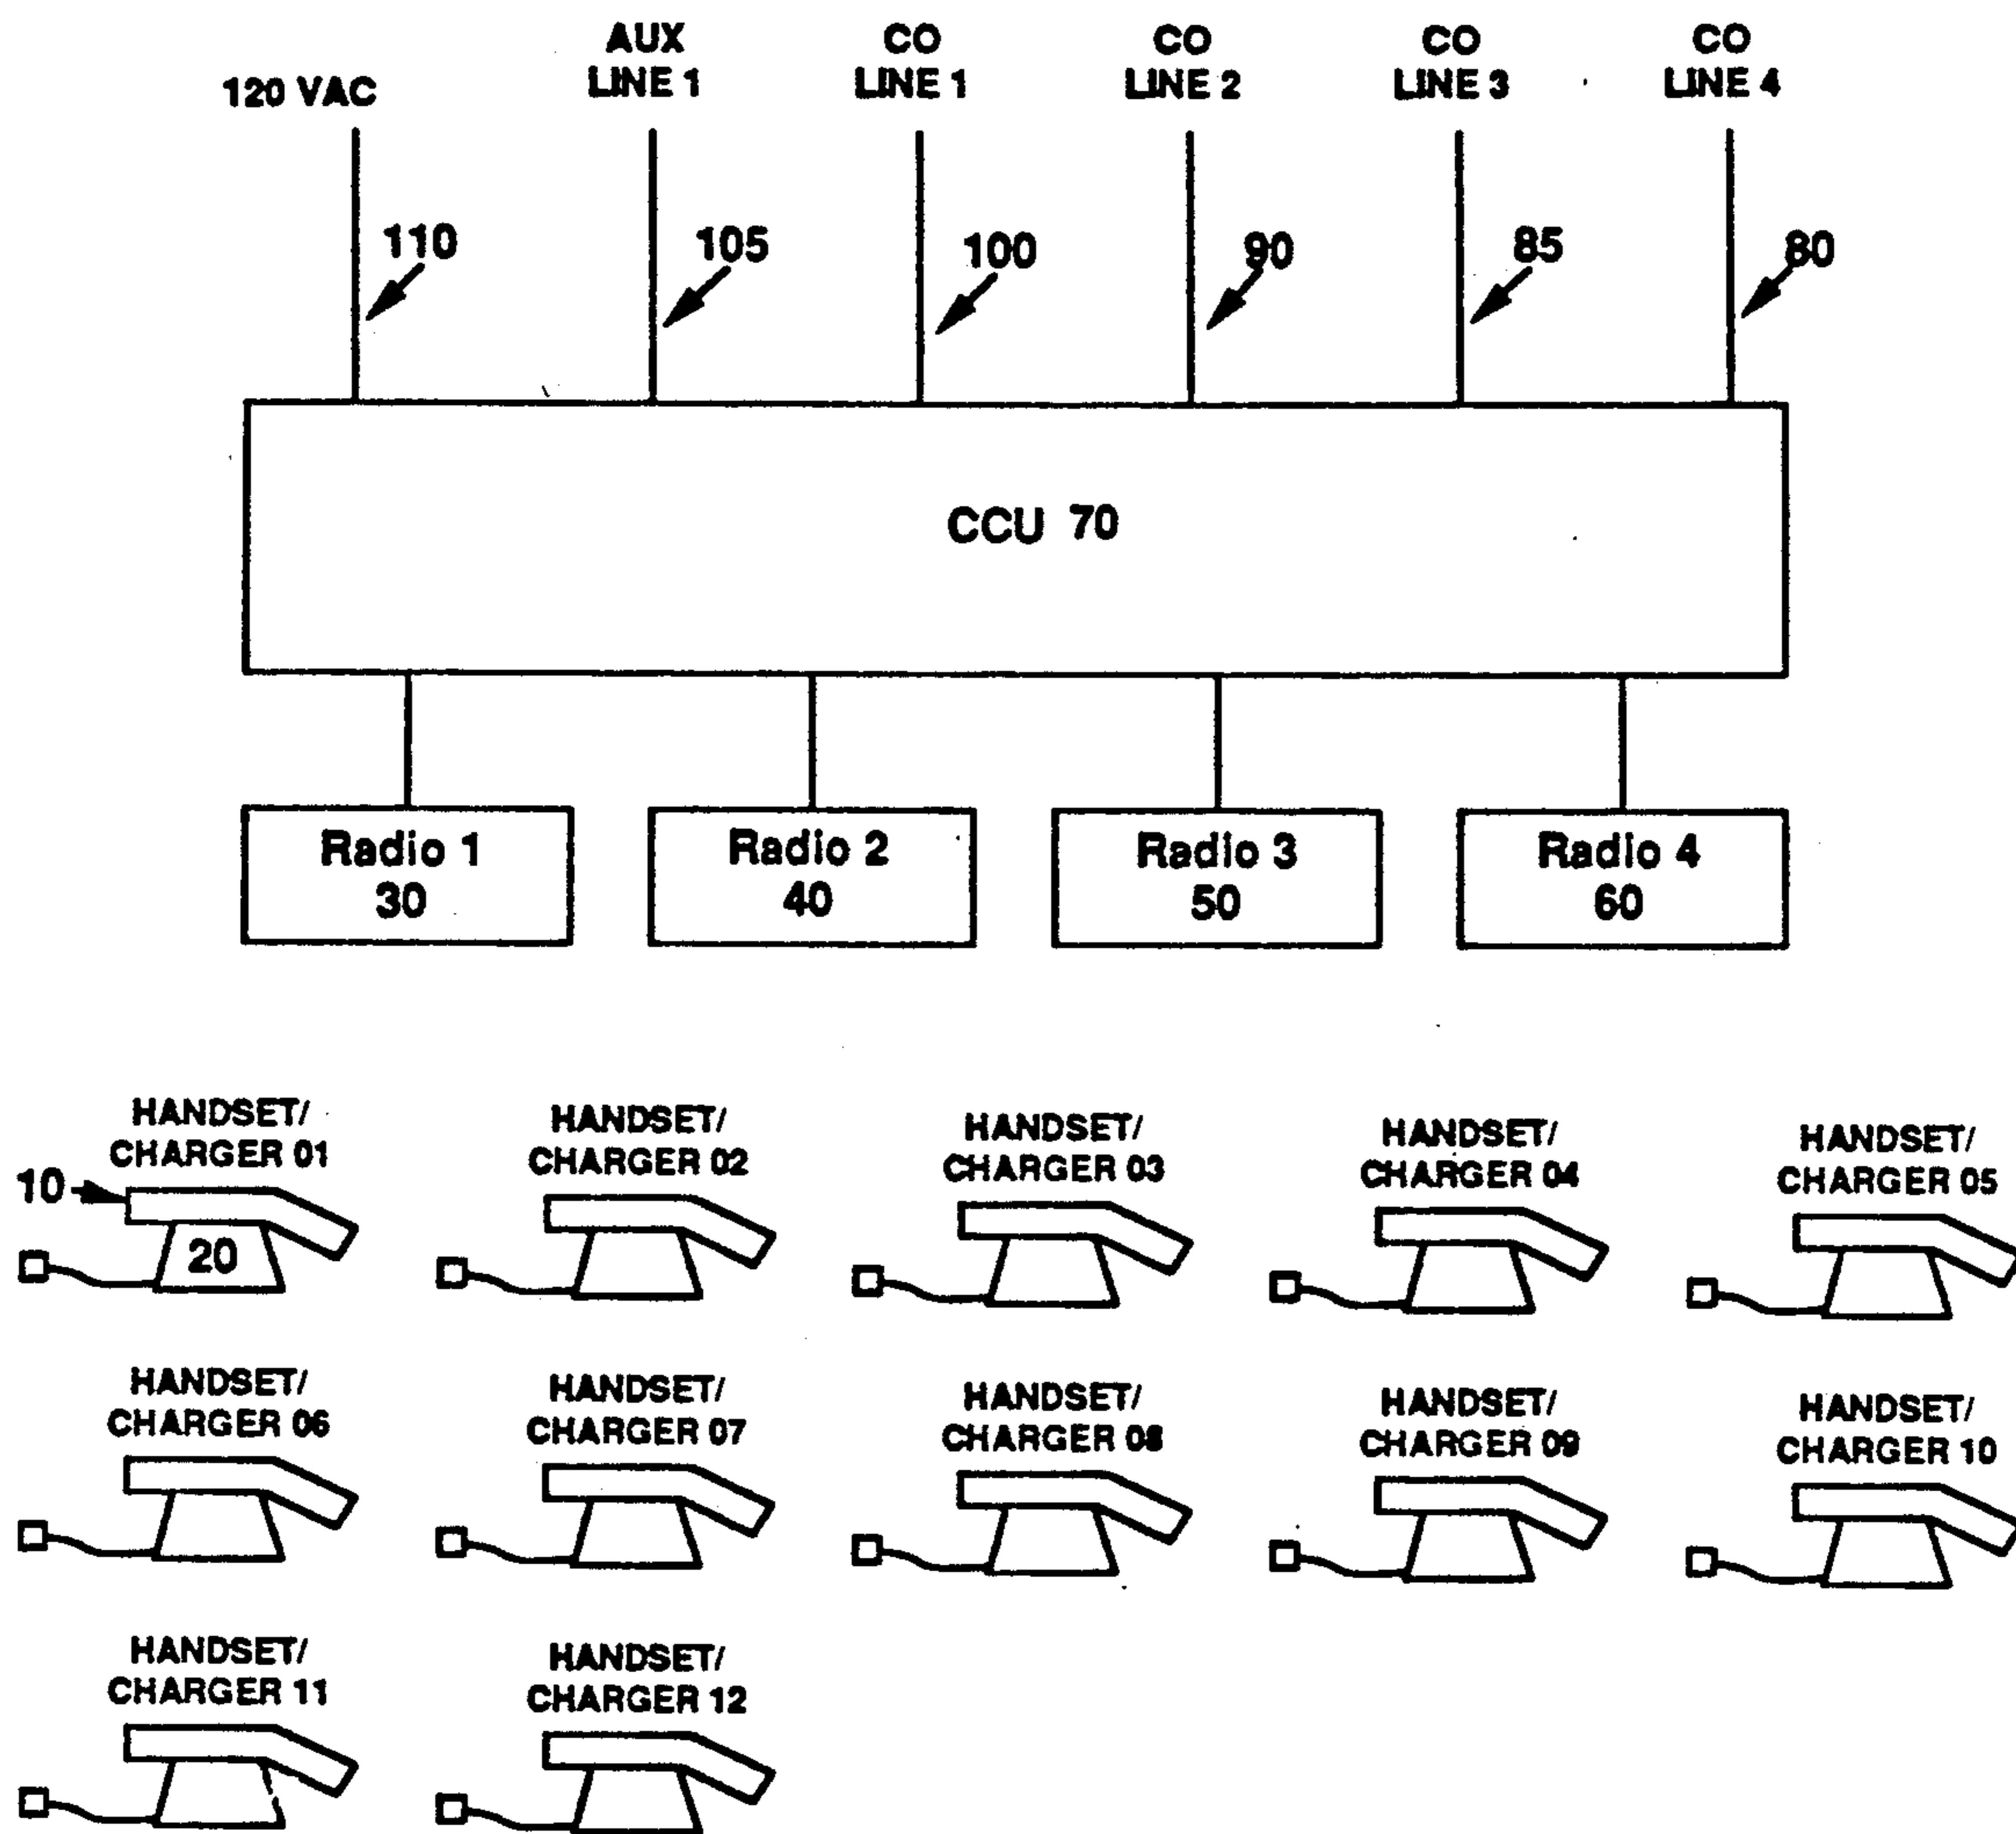 120 VAC
AUX
LINE 1
CO
LINE 1
CO
LINE 2
CO
LINE 3
CO
LINE 4
110
105
100
90
85
80
CCU 70
Radio 1
30
Radio 2
40
Radio 3
50
Radio 4
60
HANDSET/
CHARGER 01
HANDSET/
CHARGER 02
HANDSET/
CHARGER 03
HANDSET/
CHARGER 04
HANDSET/
CHARGER 05
10
20
HANDSET/
CHARGER 06
HANDSET/
CHARGER 07
HANDSET/
CHARGER 08
HANDSET/
CHARGER 09
HANDSET/
CHARGER 10
HANDSET/
CHARGER 11
HANDSET/
CHARGER 12